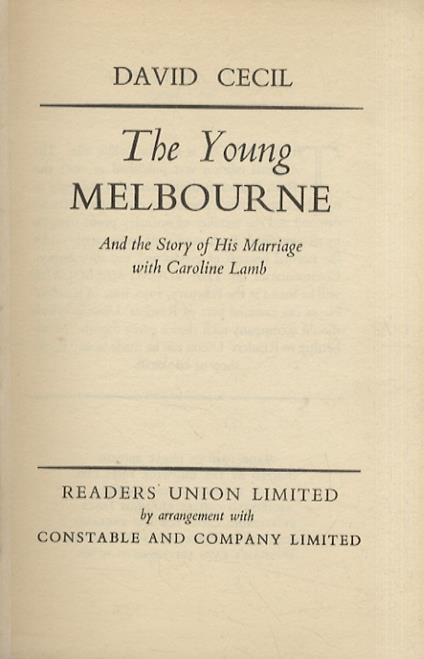 DAVID CECIL
The Young
MELBOURNE
And the Story of His Marriage
with Caroline Lamb
READERS UNION LIMITED
by arrangement with
CONSTABLE AND COMPANY LIMITED